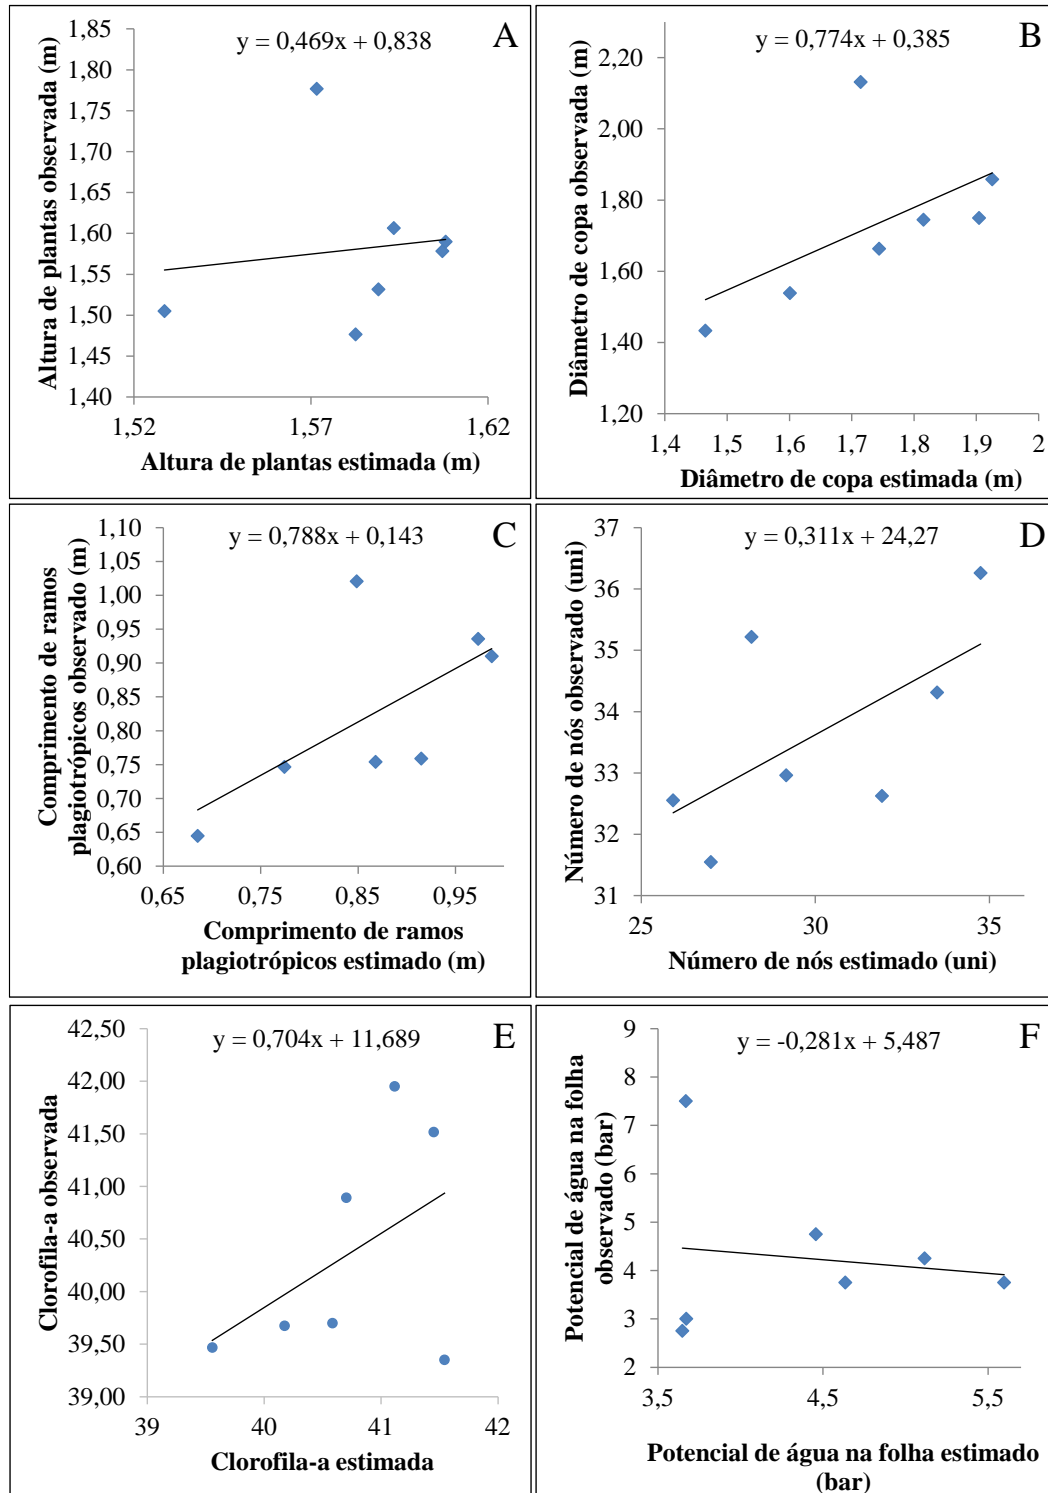 A
y = 0,469x + 0,838
Altura de plantas observada (m)
1,85
1,80
1,75
1,70
1,65
1,60
1,55
1,50
1,45
1,40
1,52
1,57
1,62
Altura de plantas estimada (m)
B
y = 0,774x + 0,385
Diâmetro de copa observada (m)
2,20
2,00
1,80
1,60
1,40
1,20
1,4
1,5
1,6
1,7
1,8
1,9
2
Diâmetro de copa estimada (m)
C
y = 0,788x + 0,143
Comprimento de ramos
plagiotrópicos observado (m)
1,10
1,05
1,00
0,95
0,90
0,85
0,80
0,75
0,70
0,65
0,60
0,65
0,75
0,85
0,95
Comprimento de ramos
plagiotrópicos estimado (m)
D
y = 0,311x + 24,27
Número de nós observado (uni)
37
36
35
34
33
32
31
25
30
35
Número de nós estimado (uni)
E
y = 0,704x + 11,689
Clorofila-a observada
42,50
42,00
41,50
41,00
40,50
40,00
39,50
39,00
39
40
41
42
Clorofila-a estimada
F
y = -0,281x + 5,487
Potencial de água na folha
observado (bar)
9
8
7
6
5
4
3
2
3,5
4,5
5,5
Potencial de água na folha estimado
(bar)